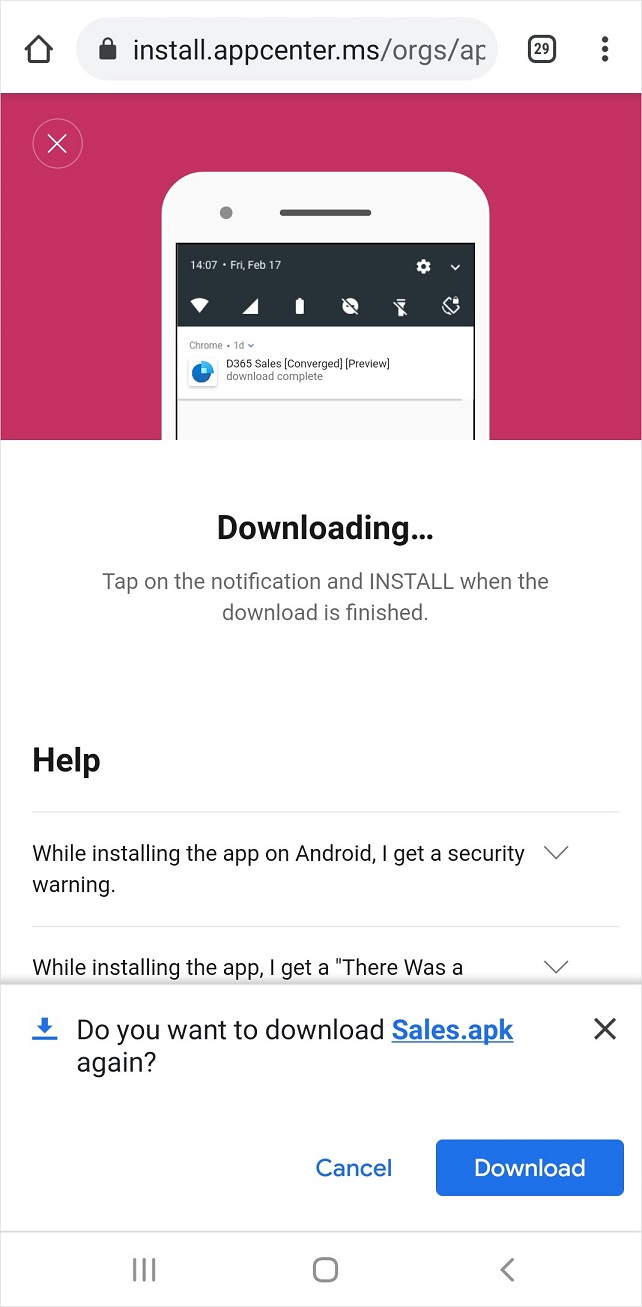 install.appcenter.ms/orgs/ap
29
14:07 • Fri, Feb 17
Chrome • 1d
D365 Sales [Converged] [Preview]
download complete
Downloading...
Tap on the notification and INSTALL when the
download is finished.
Help
While installing the app on Android, I get a security
warning.
While installing the app, I get a "There Was a
Do you want to download Sales.apk
again?
Cancel
Download